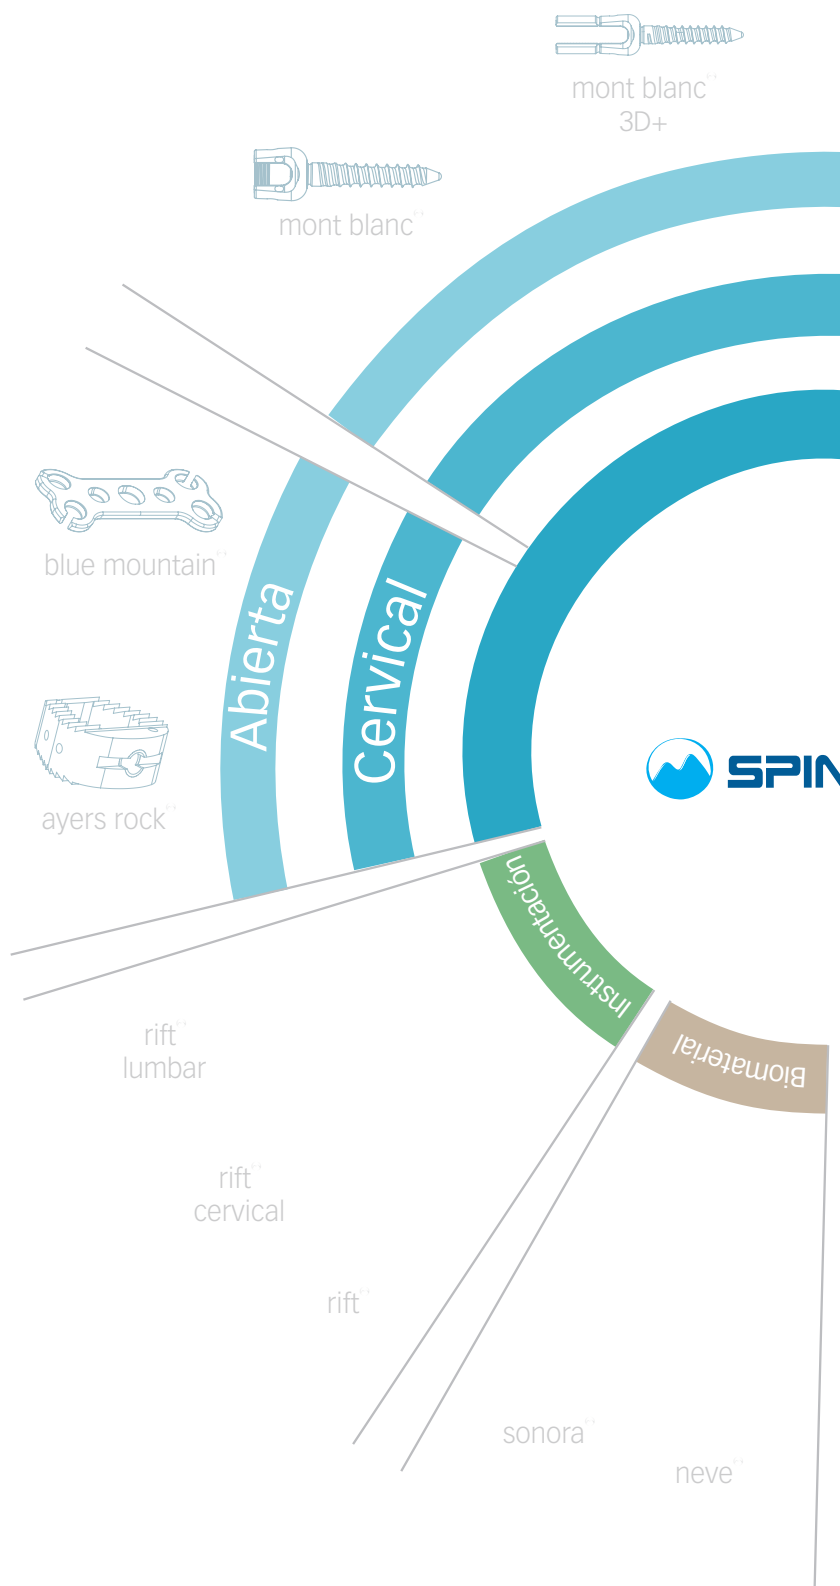 mont blanc
3D+
mont blanc
blue mountain
Abierta
Cervical
SPIN
ayers rock
Instrumentación
rift
lumbar
Biomaterial
rift
cervical
rift
sonora
neve